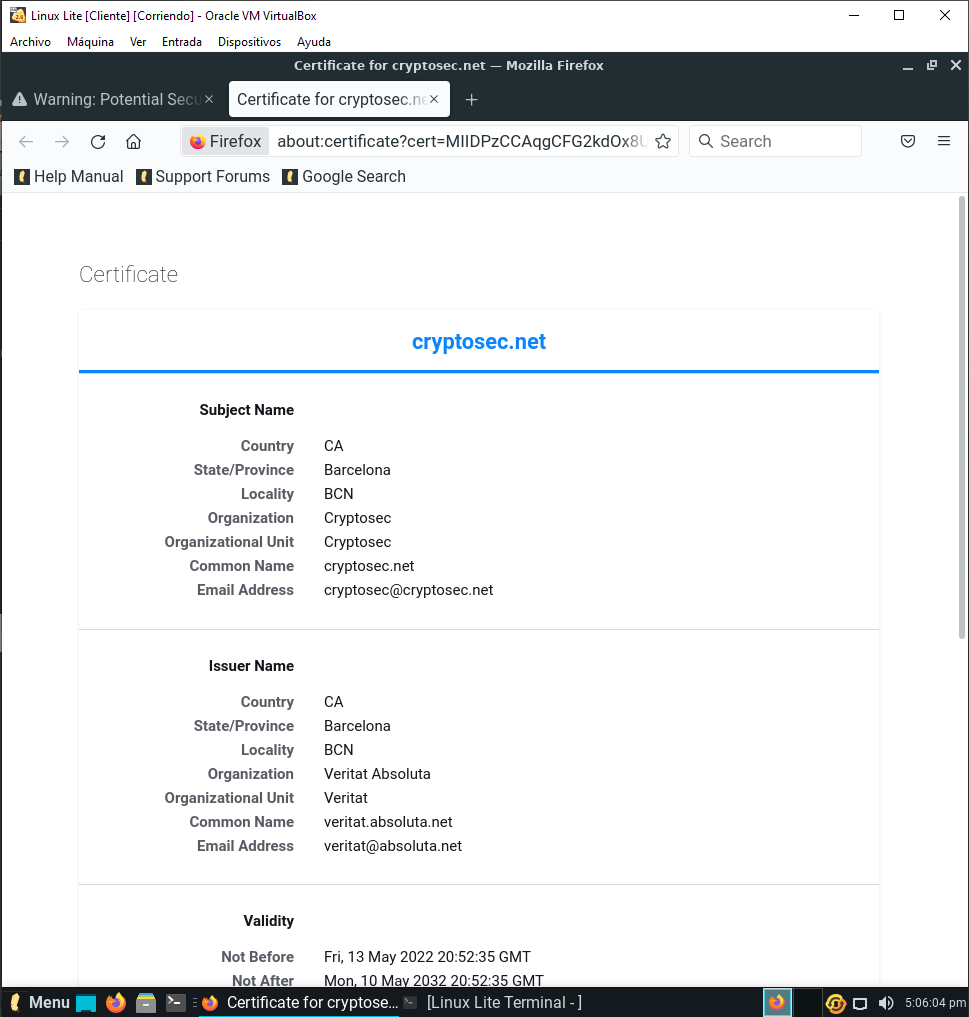 Linux Lite [Cliente] [Corriendo] - Oracle VM VirtualBox
Archivo Máquina Ver Entrada Dispositivos Ayuda
Certificate for cryptosec.net — Mozilla Firefox
Warning: Potential Secu
Certificate for cryptosec.ne
Firefox about:certificate?cert=MIIDPzCCAqgCFG2kdOx8U Search
Help Manual Support Forums Google Search
Certificate
cryptosec.net
Subject Name
Country CA
State/Province Barcelona
Locality BCN
Organization Cryptosec
Organizational Unit Cryptosec
Common Name cryptosec.net
Email Address cryptosec@cryptosec.net
Issuer Name
Country CA
State/Province Barcelona
Locality BCN
Organization Veritat Absoluta
Organizational Unit Veritat
Common Name veritat.absoluta.net
Email Address veritat@absoluta.net
Validity
Not Before Fri, 13 May 2022 20:52:35 GMT
Not After Mon, 10 May 2032 20:52:35 GMT
Menu Certificate for cryptose... [Linux Lite Terminal - ] 5:06:04 pm